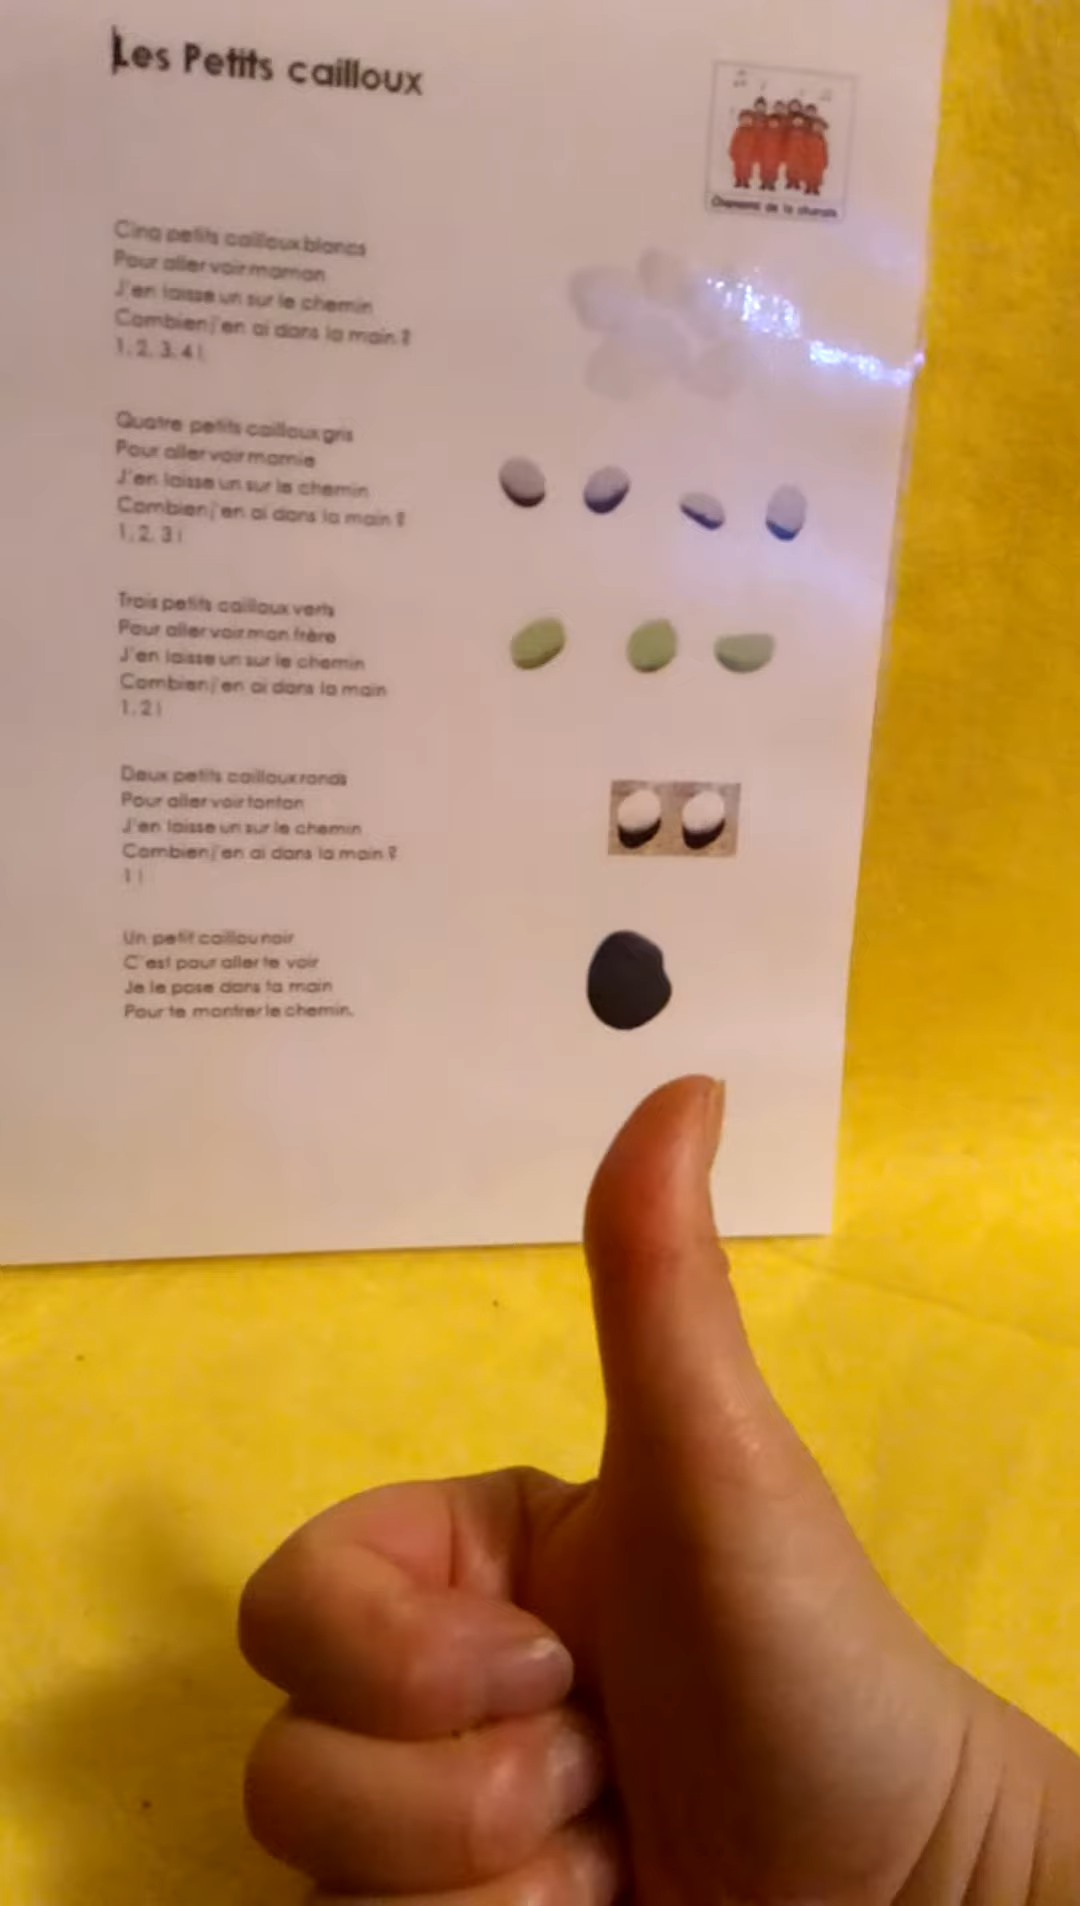 Les Petits cailloux
Chansons de la chorale
Cinq petits cailloux blancs
Pour aller voir maman
J'en laisse un sur le chemin
Combien j'en ai dans la main ?
1, 2, 3, 4 !
Quatre petits cailloux gris
Pour aller voir mamie
J'en laisse un sur le chemin
Combien j'en ai dans la main ?
1, 2, 3 !
Trois petits cailloux verts
Pour aller voir mon frère
J'en laisse un sur le chemin
Combien j'en ai dans la main
1, 2 !
Deux petits cailloux ronds
Pour aller voir tonton
J'en laisse un sur le chemin
Combien j'en ai dans la main ?
1 !
Un petit caillou noir
C'est pour aller te voir
Je le pose dans ta main
Pour te montrer le chemin.